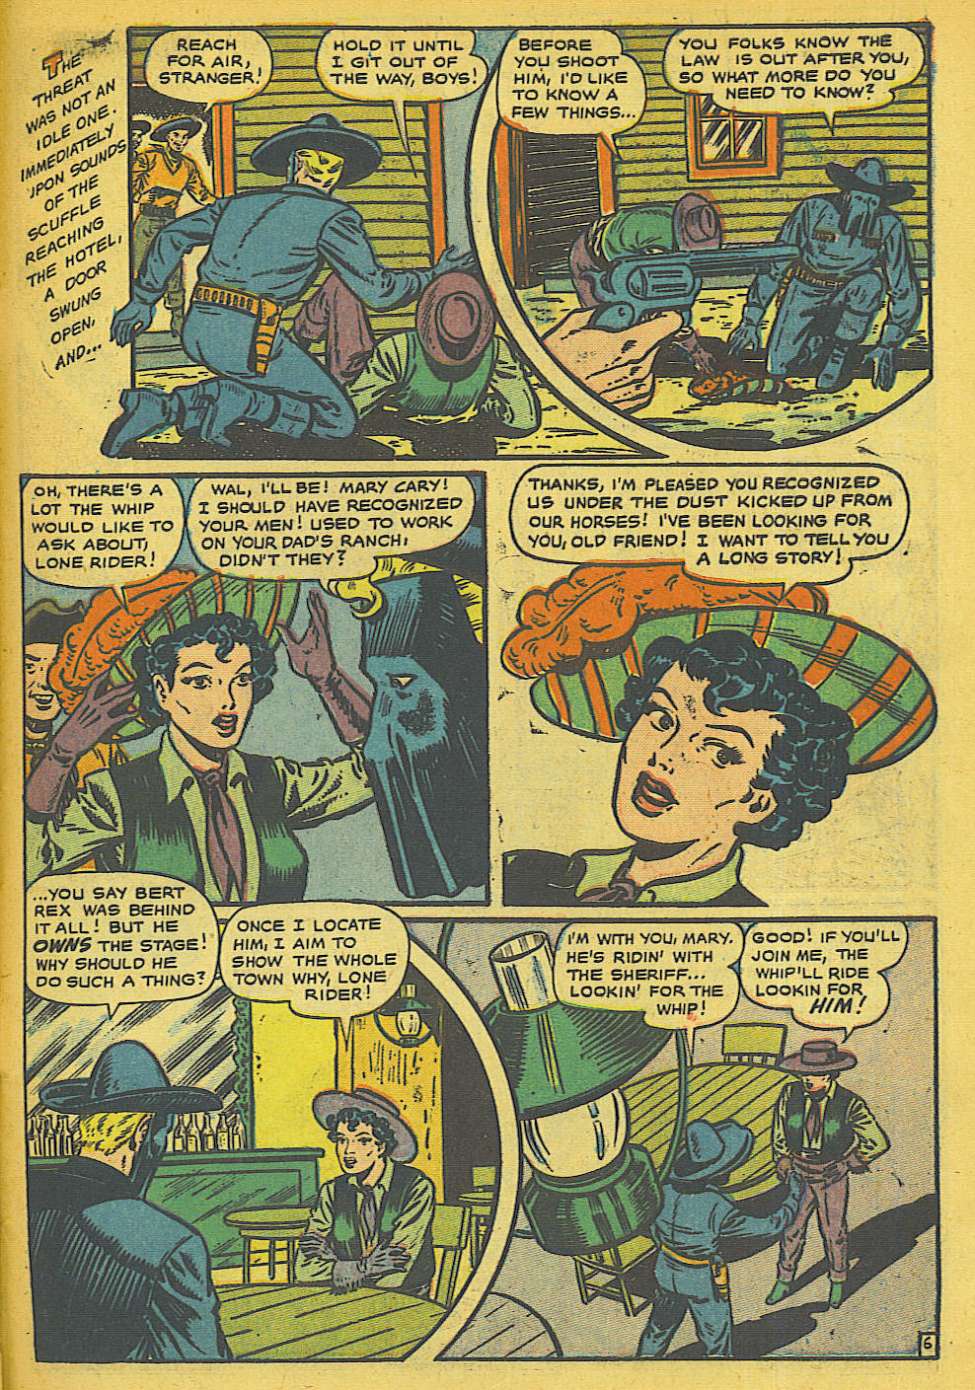 THE
THREAT
WAS NOT AN
IDLE ONE.
IMMEDIATELY
UPON SOUNDS
OF THE
SCUFFLE
REACHING
THE HOTEL,
A DOOR
SWUNG
OPEN,
AND...
REACH
FOR AIR,
STRANGER!
HOLD IT UNTIL
I GIT OUT OF
THE WAY, BOYS!
BEFORE
YOU SHOOT
HIM, I'D LIKE
TO KNOW A
FEW THINGS...
YOU FOLKS KNOW THE
LAW IS OUT AFTER YOU,
SO WHAT MORE DO YOU
NEED TO KNOW?
OH, THERE'S A
LOT THE WHIP
WOULD LIKE TO
ASK ABOUT,
LONE RIDER!
WAL, I'LL BE! MARY CARY!
I SHOULD HAVE RECOGNIZED
YOUR MEN! USED TO WORK
ON YOUR DAD'S RANCH,
DIDN'T THEY?
THANKS, I'M PLEASED YOU RECOGNIZED
US UNDER THE DUST KICKED UP FROM
OUR HORSES! I'VE BEEN LOOKING FOR
YOU, OLD FRIEND! I WANT TO TELL YOU
A LONG STORY!
...YOU SAY BERT
REX WAS BEHIND
IT ALL! BUT HE
OWNS THE STAGE!
WHY SHOULD HE
DO SUCH A THING?
ONCE I LOCATE
HIM, I AIM TO
SHOW THE WHOLE
TOWN WHY, LONE
RIDER!
I'M WITH YOU, MARY.
HE'S RIDIN' WITH
THE SHERIFF...
LOOKIN' FOR THE
WHIP!
GOOD! IF YOU'LL
JOIN ME, THE
WHIP'LL RIDE
LOOKIN FOR
HIM!
6